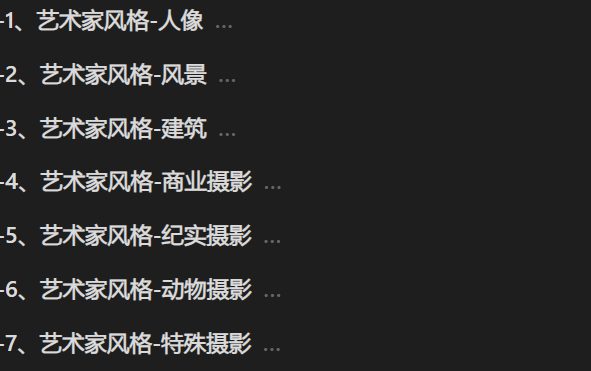 -1、艺术家风格-人像 ...
-2、艺术家风格-风景 ...
-3、艺术家风格-建筑 ...
-4、艺术家风格-商业摄影 ...
-5、艺术家风格-纪实摄影 ...
-6、艺术家风格-动物摄影 ...
-7、艺术家风格-特殊摄影 ...